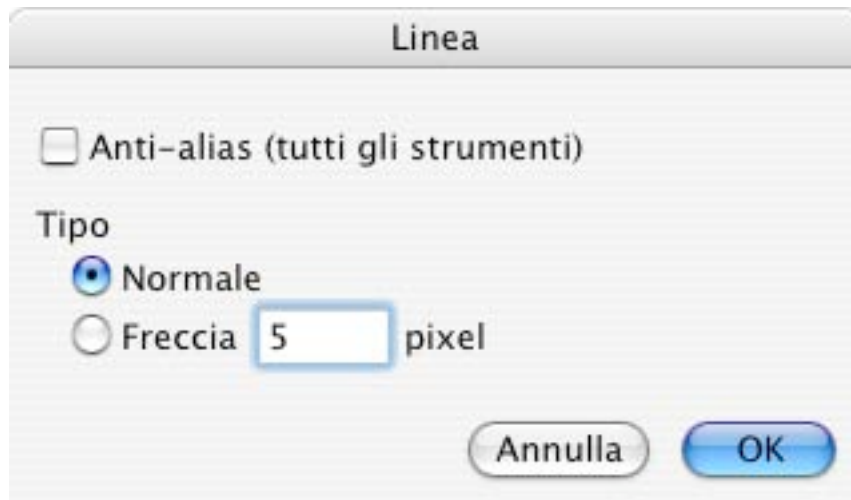 Linea
Anti-alias (tutti gli strumenti)
Tipo
Normale
Freccia 5 pixel
Annulla OK